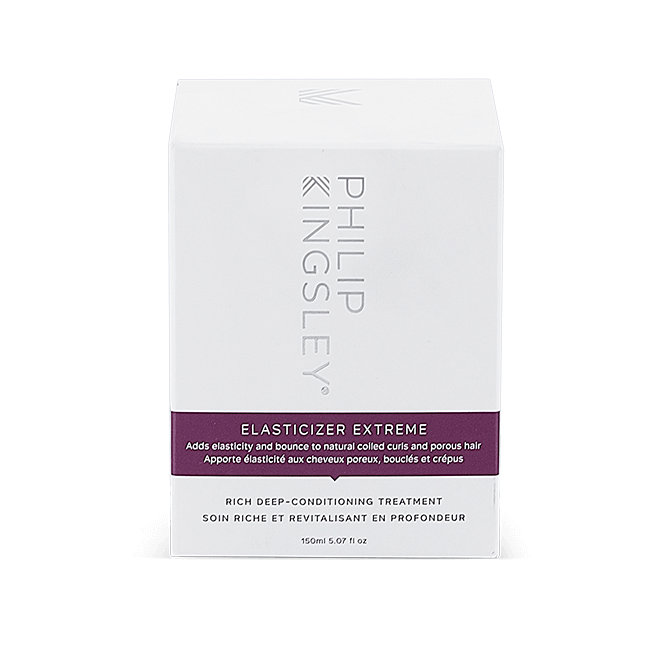 PHILIP
KINGSLEY®
ELASTICIZER EXTREME
Adds elasticity and bounce to natural coiled curls and porous hair
Apporte élasticité aux cheveux poreux, bouclés et crépus
RICH DEEP-CONDITIONING TREATMENT
SOIN RICHE ET REVITALISANT EN PROFONDEUR
150ml 5.07 fl oz